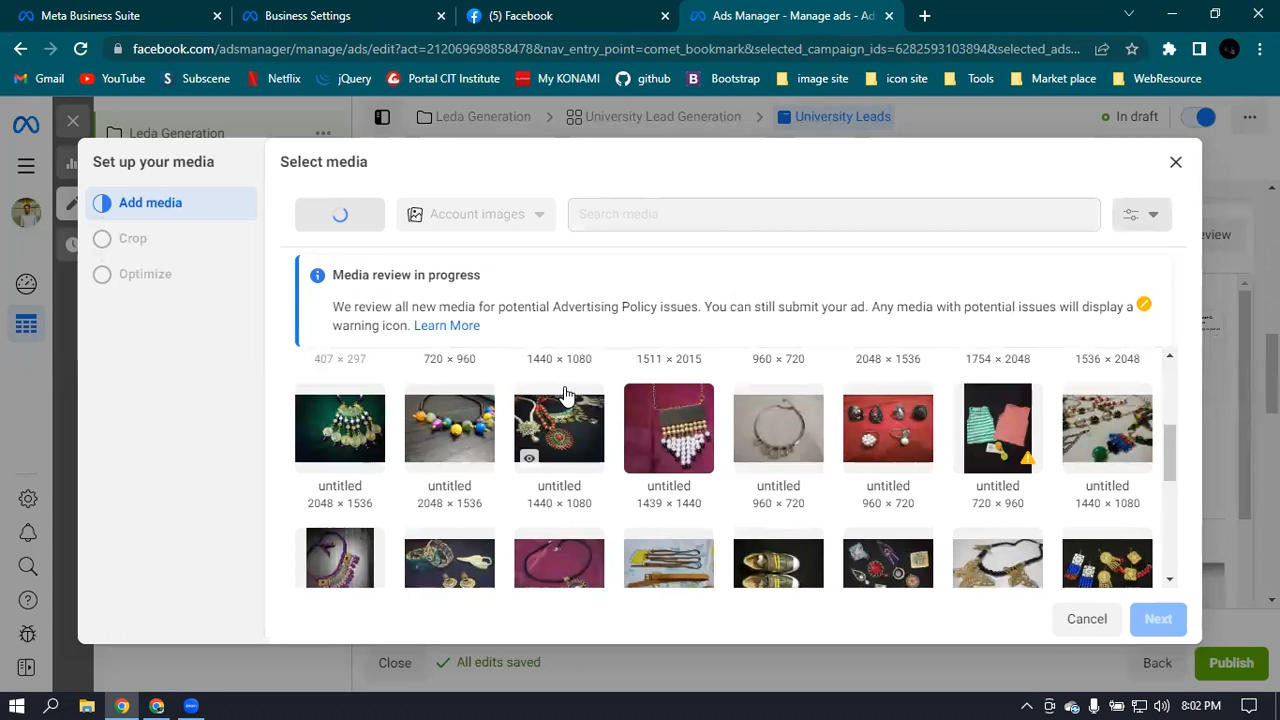 Meta Business Suite
Business Settings
(5) Facebook
Ads Manager - Manage ads - Ad
facebook.com/adsmanager/manage/ads/edit?act=212069698858478&nav_entry_point=comet_bookmark&selected_campaign_ids=62825931038948&selected_ads...
Gmail
YouTube
Subscene
Netflix
jQuery
Portal CIT Institute
My KONAMI
github
Bootstrap
image site
icon site
Tools
Market place
WebResource
Leda Generation
Leda Generation
University Lead Generation
University Leads
In draft
Set up your media
Add media
Crop
Optimize
Select media
Account images
Search media
Media review in progress
We review all new media for potential Advertising Policy issues. You can still submit your ad. Any media with potential issues will display a
warning icon. Learn More
407 × 297 720 × 960 1440 × 1080 1511 × 2015 960 × 720 2048 × 1536 1754 × 2048 1536 × 2048
untitled untitled untitled untitled untitled untitled untitled untitled
2048 × 1536 2048 × 1536 1440 × 1080 1439 × 1440 960 × 720 960 × 720 720 × 960 1440 × 1080
Cancel
Next
Close
All edits saved
Back
Publish
8:02 PM